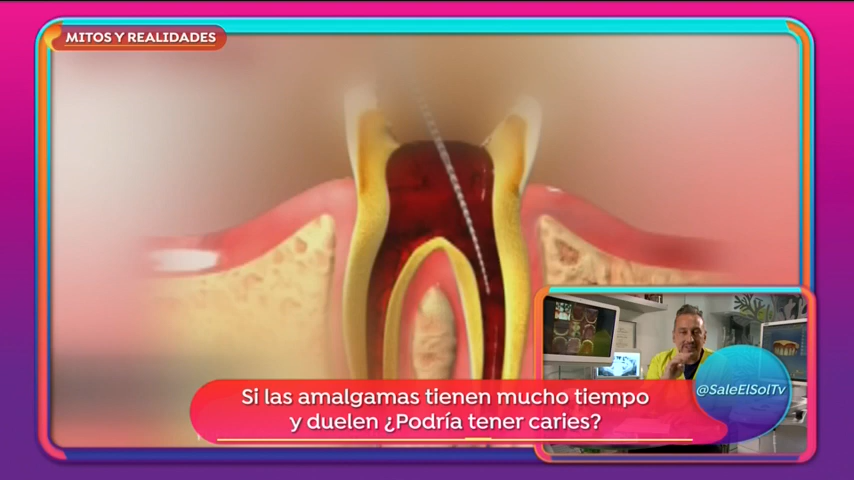 MITOS Y REALIDADES
Si las amalgamas tienen mucho tiempo
y duelen ¿Podría tener caries?
@SaleElSolTv